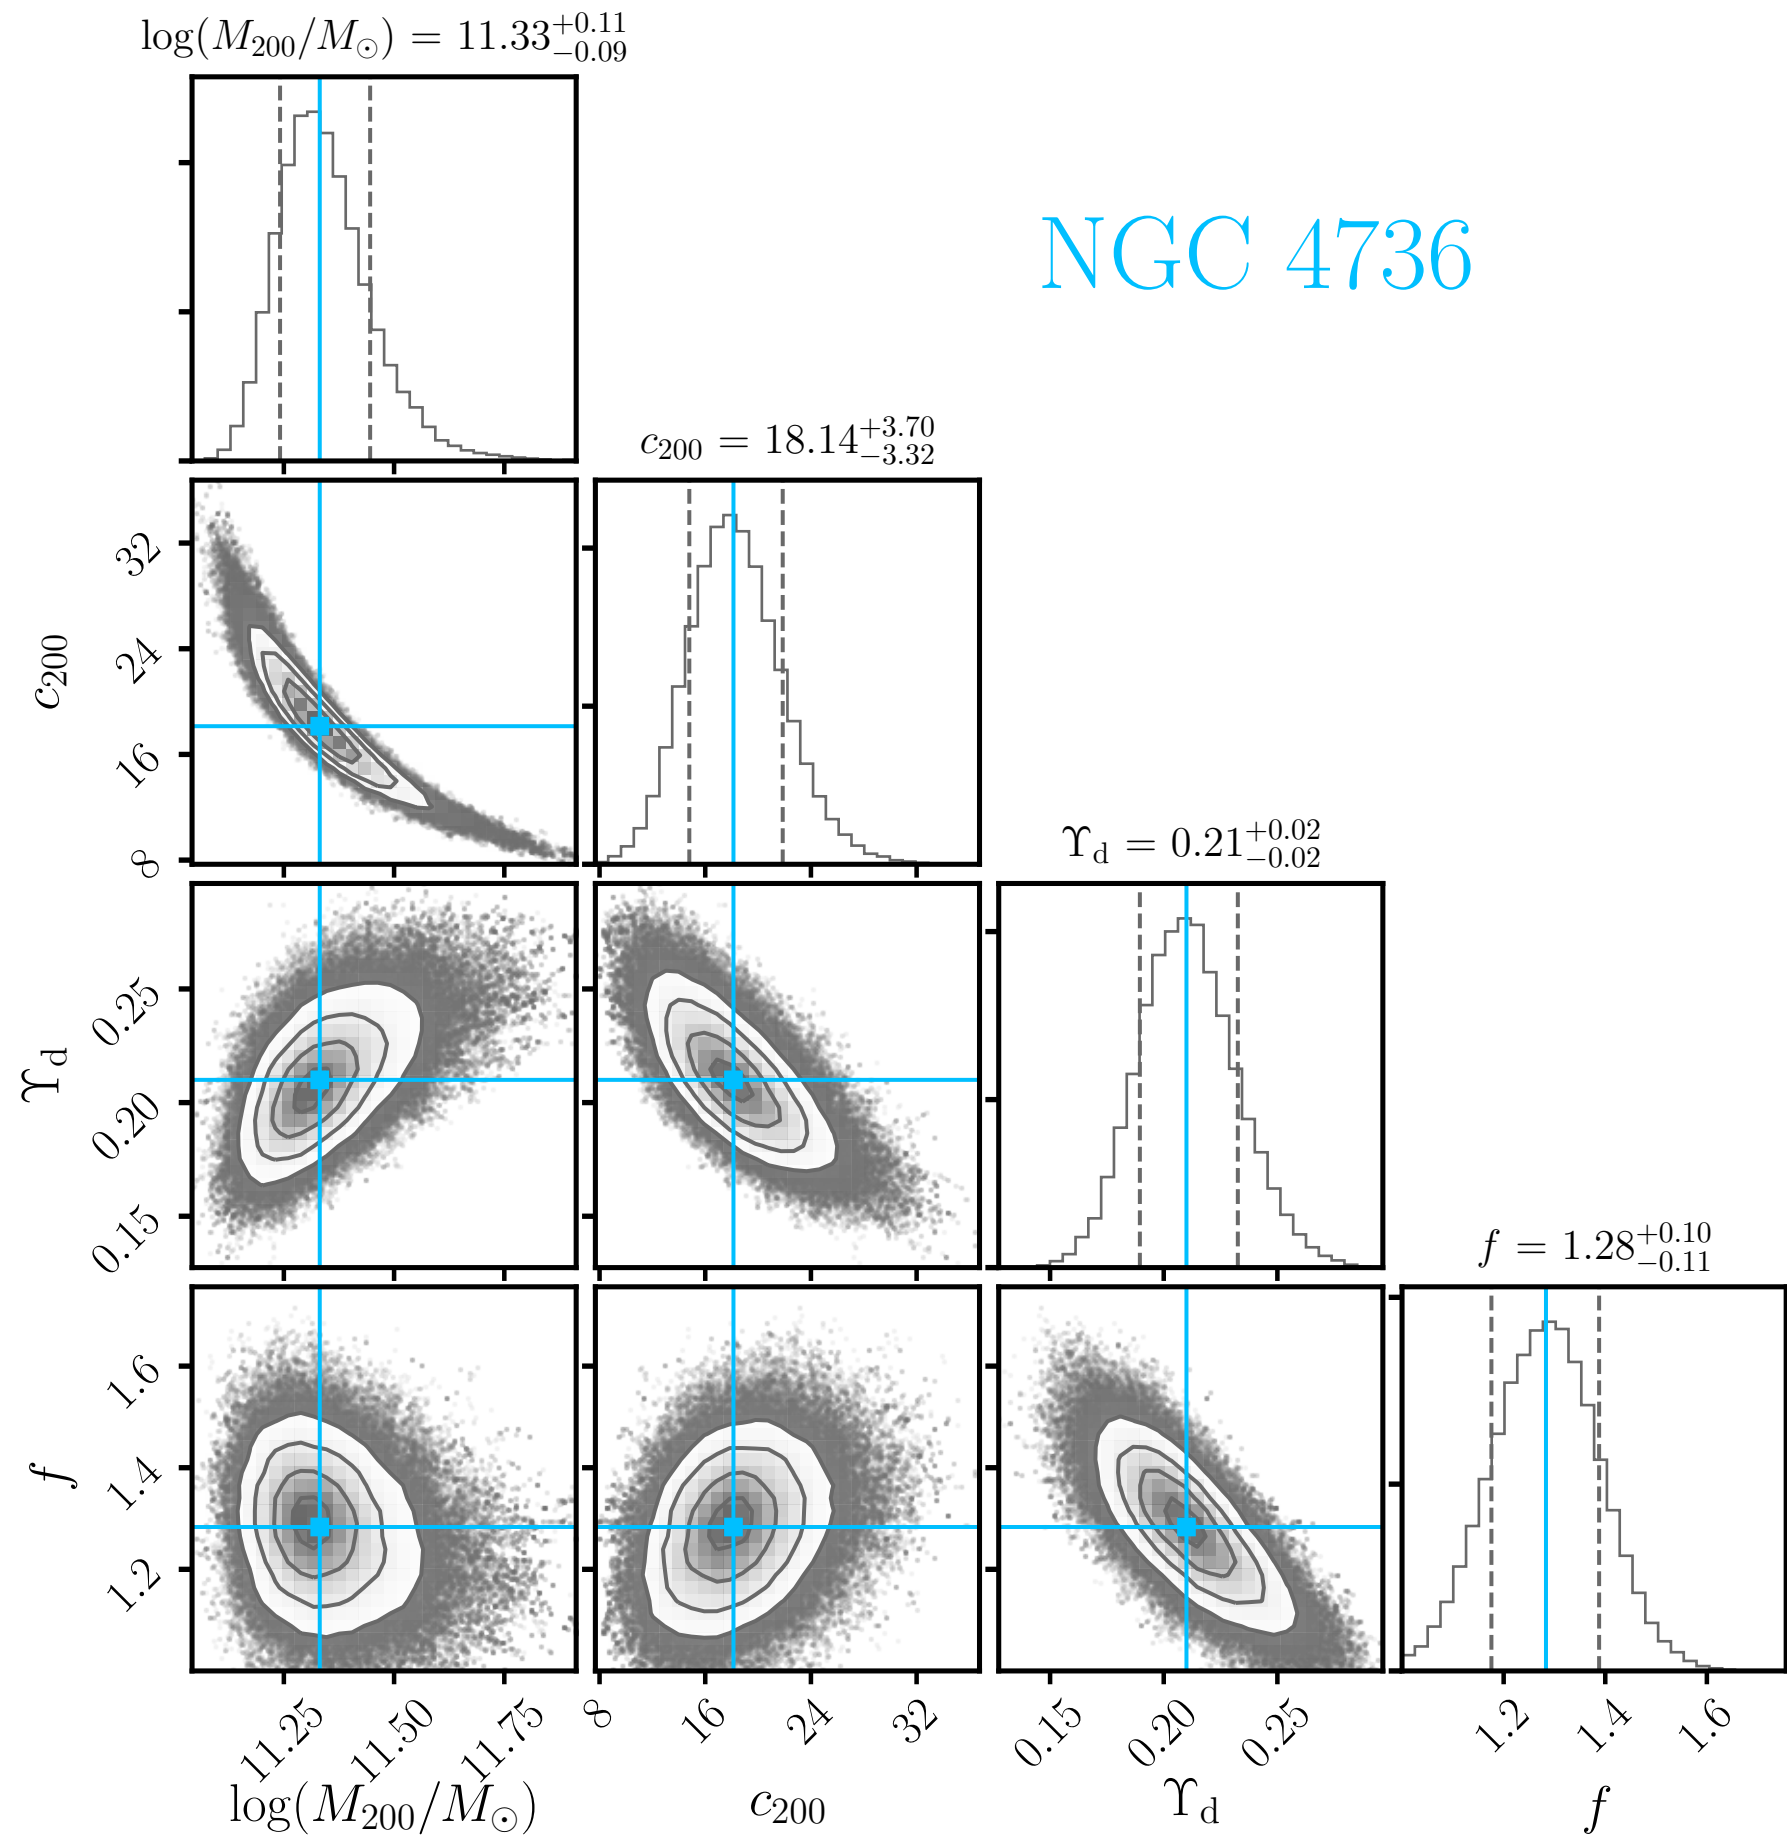 log(M₂₀₀/M☉) = 11.33 +0.11 −0.09
NGC 4736
c₂₀₀ = 18.14 +3.70 −3.32
32
24
16
8
c₂₀₀
ϒd = 0.21 +0.02 −0.02
0.25
0.20
0.15
ϒd
f = 1.28 +0.10 −0.11
1.6
1.4
1.2
f
11.25 11.50 11.75 8 16 24 32 0.15 0.20 0.25 1.2 1.4 1.6
log(M₂₀₀/M☉) c₂₀₀ ϒd f